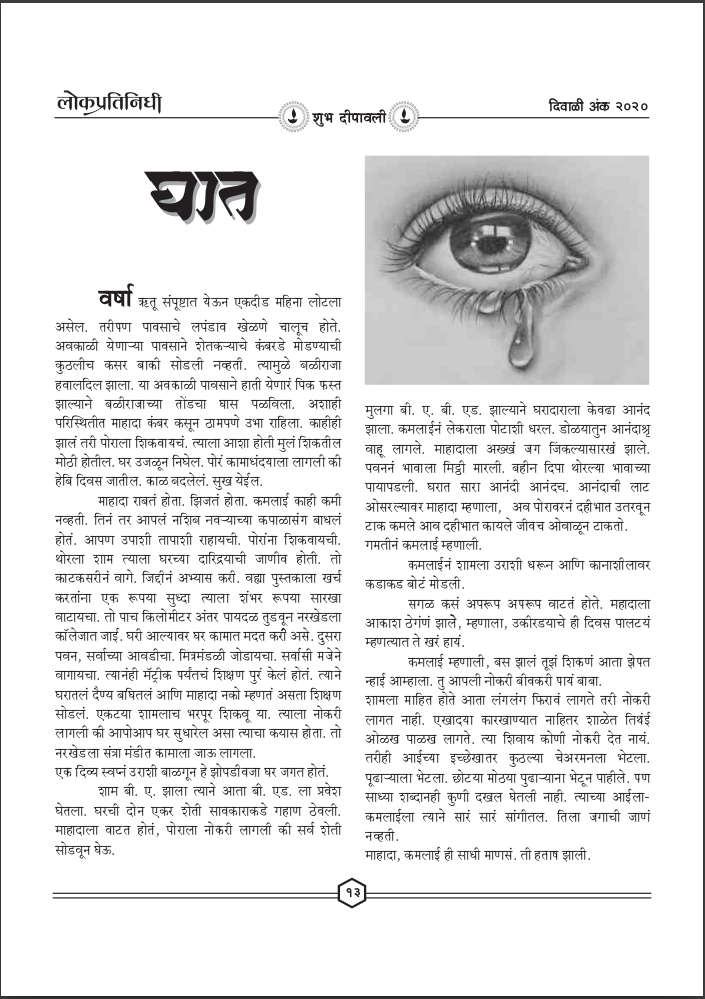 लोकप्रतिनिधी
शुभ दीपावली
दिवाळी अंक २०२०
घात
वर्षा ऋतू संपूष्टात येऊन एकदीड महिना लोटला
असेल. तरीपण पावसाचे लपंडाव खेळणे चालूच होते.
अवकाळी येणाऱ्या पावसाने शेतकऱ्याचे कंबरडे मोडण्याची
कुठलीच कसर बाकी सोडली नव्हती. त्यामुळे बळीराजा
हवालदिल झाला. या अवकाळी पावसाने हाती येणारं पिक फस्त
झाल्याने बळीराजाच्या तोंडचा घास पळविला. अशाही
परिस्थितीत माहादा कंबर कसून ठामपणे उभा राहिला. काहीही
झालं तरी पोराला शिकवायचं. त्याला आशा होती मुलं शिकतील
मोठी होतील. घर उजळून निघेल. पोरं कामाधंदयाला लागली की
हेबि दिवस जातील. काळ बदलेलं. सुख येईल.
माहादा राबतं होता. झिजतं होता. कमलाई काही कमी
नव्हती. तिनं तर आपलं नशिब नवऱ्याच्या कपाळासंग बाधलं
होतं. आपण उपाशी तापाशी राहायची. पोरांना शिकवायची.
थोरला शाम त्याला घरच्या दारिद्रयाची जाणीव होती. तो
काटकसरीनं वागे. जिद्दीनं अभ्यास करी. वह्या पुस्तकाला खर्च
करतांना एक रूपया सुध्दा त्याला शंभर रूपया सारखा
वाटायचा. तो पाच किलोमीटर अंतर पायदळ तुडवून नरखेडला
कॉलेजात जाई. घरी आल्यावर घर कामात मदत करी असे. दुसरा
पवन, सर्वाच्या आवडीचा. मित्रमंडळी जोडायचा. सर्वासी मजेने
वागायचा. त्यानंही मॅट्रीक पर्यंतचं शिक्षण पुरं केलं होतं. त्याने
घरातलं दैण्य बघितलं आणि माहादा नको म्हणतं असता शिक्षण
सोडलं. एकटया शामलाच भरपूर शिकवू या. त्याला नोकरी
लागली की आपोआप घर सुधारेल असा त्याचा कयास होता. तो
नरखेडला संत्रा मंडीत कामाला जाऊ लागला.
एक दिव्य स्वप्नं उराशी बाळगून हे झोपडीवजा घर जगत होतं.
शाम बी. ए. झाला त्याने आता बी. एड. ला प्रवेश
घेतला. घरची दोन एकर शेती सावकाराकडे गहाण ठेवली.
माहादाला वाटत होतं, पोराला नोकरी लागली की सर्व शेती
सोडवून घेऊ.
मुलगा बी. ए. बी. एड. झाल्याने घरादाराला केवढा आनंद
झाला. कमलाईनं लेकराला पोटाशी धरल. डोळयातुन आनंदाश्रृ
वाहू लागले. माहादाला अख्खं जग जिंकल्यासारखं झाले.
पवननं भावाला मिट्ठी मारली. बहीन दिपा थोरल्या भावाच्या
पायापडली. घरात सारा आनंदी आनंदच. आनंदाची लाट
ओसरल्यावर माहादा म्हणाला, अव पोरावरनं दहीभात उतरवून
टाक कमले आव दहीभात कायले जीवच ओवाळून टाकतो.
गमतीनं कमलाई म्हणाली.
कमलाईनं शामला उराशी धरून आणि कानाशीलावर
कडाकड बोटं मोडली.
सगळ कसं अपरूप अपरूप वाटतं होते. माहादाला
आकाश ठेगंणं झाले, म्हणाला, उकीरडयाचे ही दिवस पालटयं
म्हणत्यात ते खरं हायं.
कमलाई म्हणाली, बस झालं तूझं शिकणं आता झेपत
न्हाई आम्हाला. तु आपली नोकरी बीवकरी पायं बाबा.
शामला माहित होते आता लंगलंग फिरावं लागते तरी नोकरी
लागत नाही. एखादया कारखाण्यात नाहितर शाळेत तिथंई
ओळख पाळख लागते. त्या शिवाय कोणी नोकरी देत नायं.
तरीही आईच्या इच्छेखातर कुठल्या चेअरमनला भेटला.
पूढाऱ्याला भेटला. छोटया मोठया पुढाऱ्याना भेटून पाहीले. पण
साध्या शब्दानही कुणी दखल घेतली नाही. त्याच्या आईला-
कमलाईला त्याने सारं सारं सांगीतल. तिला जगाची जाणं
नव्हती.
माहादा, कमलाई ही साधी माणसं. ती हताष झाली.
१३